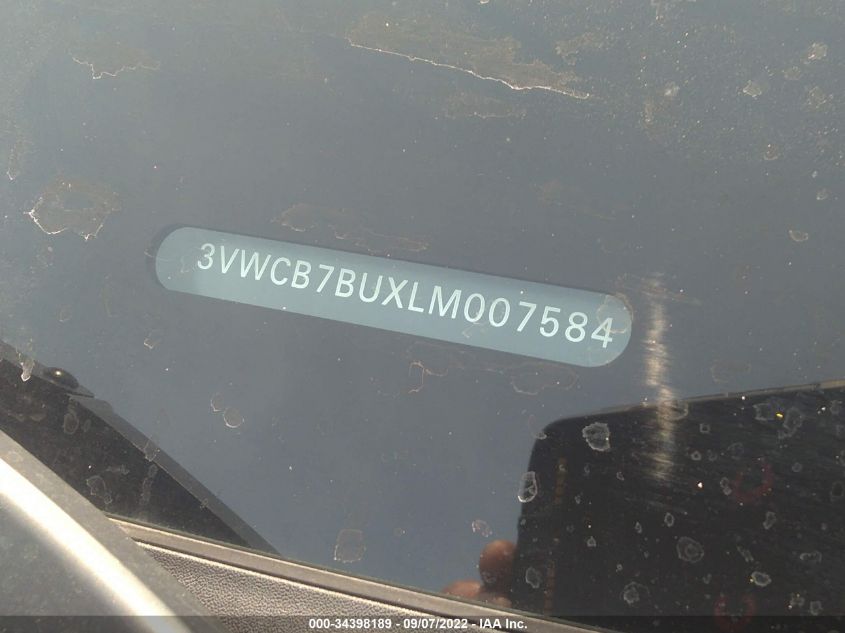 3VWCB7BUXLM007584
000-34398189 - 09/07/2022 - IAA Inc.